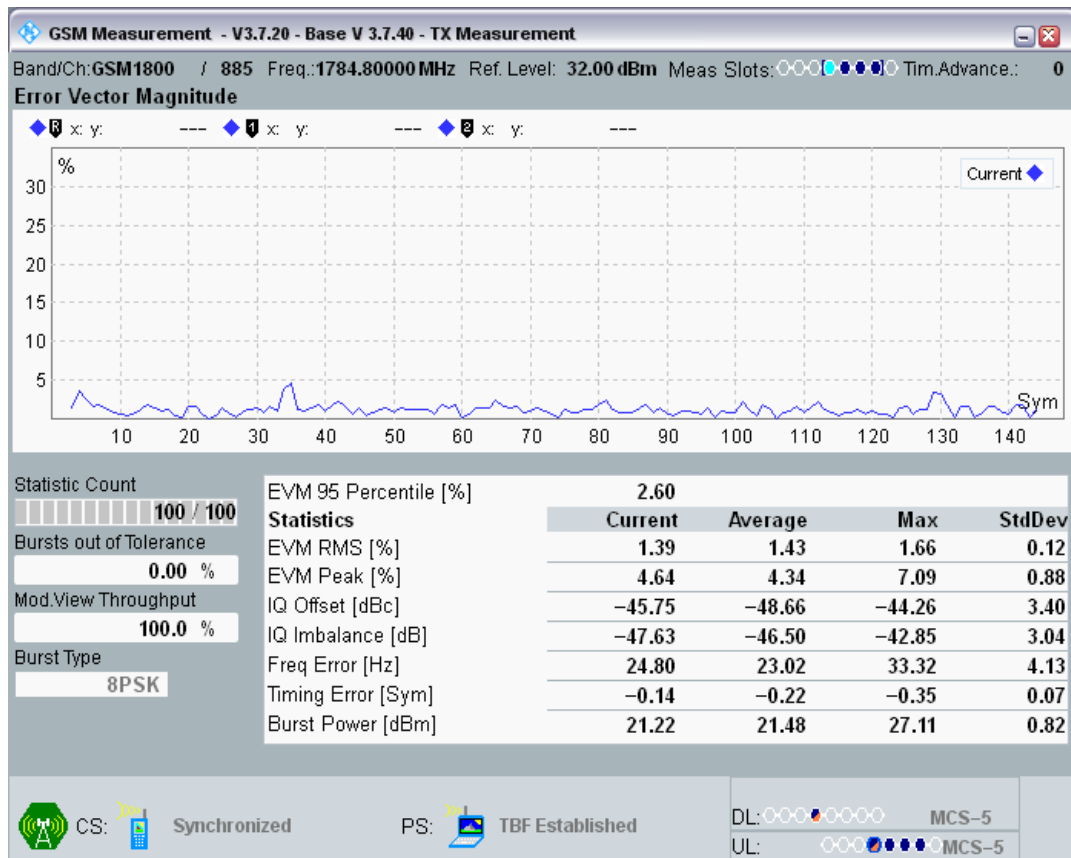 GSM Measurement - V3.7.20 - Base V 3.7.40 - TX Measurement
Band/Ch:GSM1800 / 885 Freq.:1784.80000 MHz Ref. Level: 32.00 dBm Meas Slots: Tim.Advance.: 0
Error Vector Magnitude
R x: y: --- 1 x: y: --- 2 x: y: ---
%
Current
30
25
20
15
10
5
Sym
10 20 30 40 50 60 70 80 90 100 110 120 130 140
Statistic Count
100 / 100
Bursts out of Tolerance
0.00 %
Mod.View Throughput
100.0 %
Burst Type
8PSK
EVM 95 Percentile [%] 2.60
Statistics Current Average Max StdDev
EVM RMS [%] 1.39 1.43 1.66 0.12
EVM Peak [%] 4.64 4.34 7.09 0.88
IQ Offset [dBc] −45.75 −48.66 −44.26 3.40
IQ Imbalance [dB] −47.63 −46.50 −42.85 3.04
Freq Error [Hz] 24.80 23.02 33.32 4.13
Timing Error [Sym] −0.14 −0.22 −0.35 0.07
Burst Power [dBm] 21.22 21.48 27.11 0.82
CS: Synchronized PS: TBF Established
DL: MCS−5
UL: MCS−5